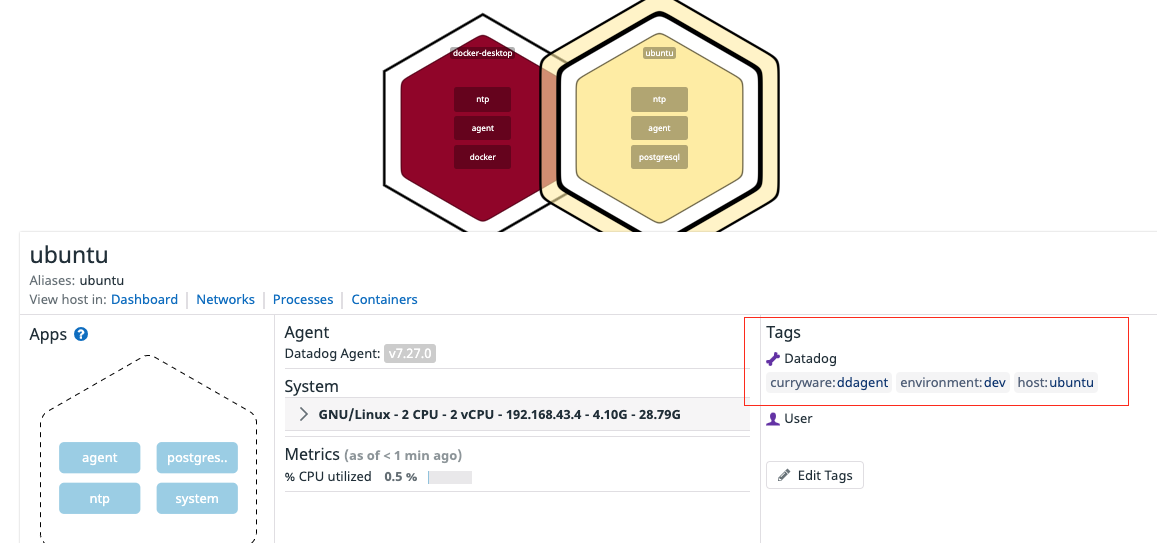 docker-desktop
ntp
agent
docker
ubuntu
ntp
agent
postgresql
ubuntu
Aliases: ubuntu
View host in: Dashboard Networks Processes Containers
Apps ?
agent postgres..
ntp system
Agent
Datadog Agent: v7.27.0
System
GNU/Linux - 2 CPU - 2 vCPU - 192.168.43.4 - 4.10G - 28.79G
Metrics (as of < 1 min ago)
% CPU utilized 0.5 %
Tags
Datadog
curryware:ddagent environment:dev host:ubuntu
User
Edit Tags